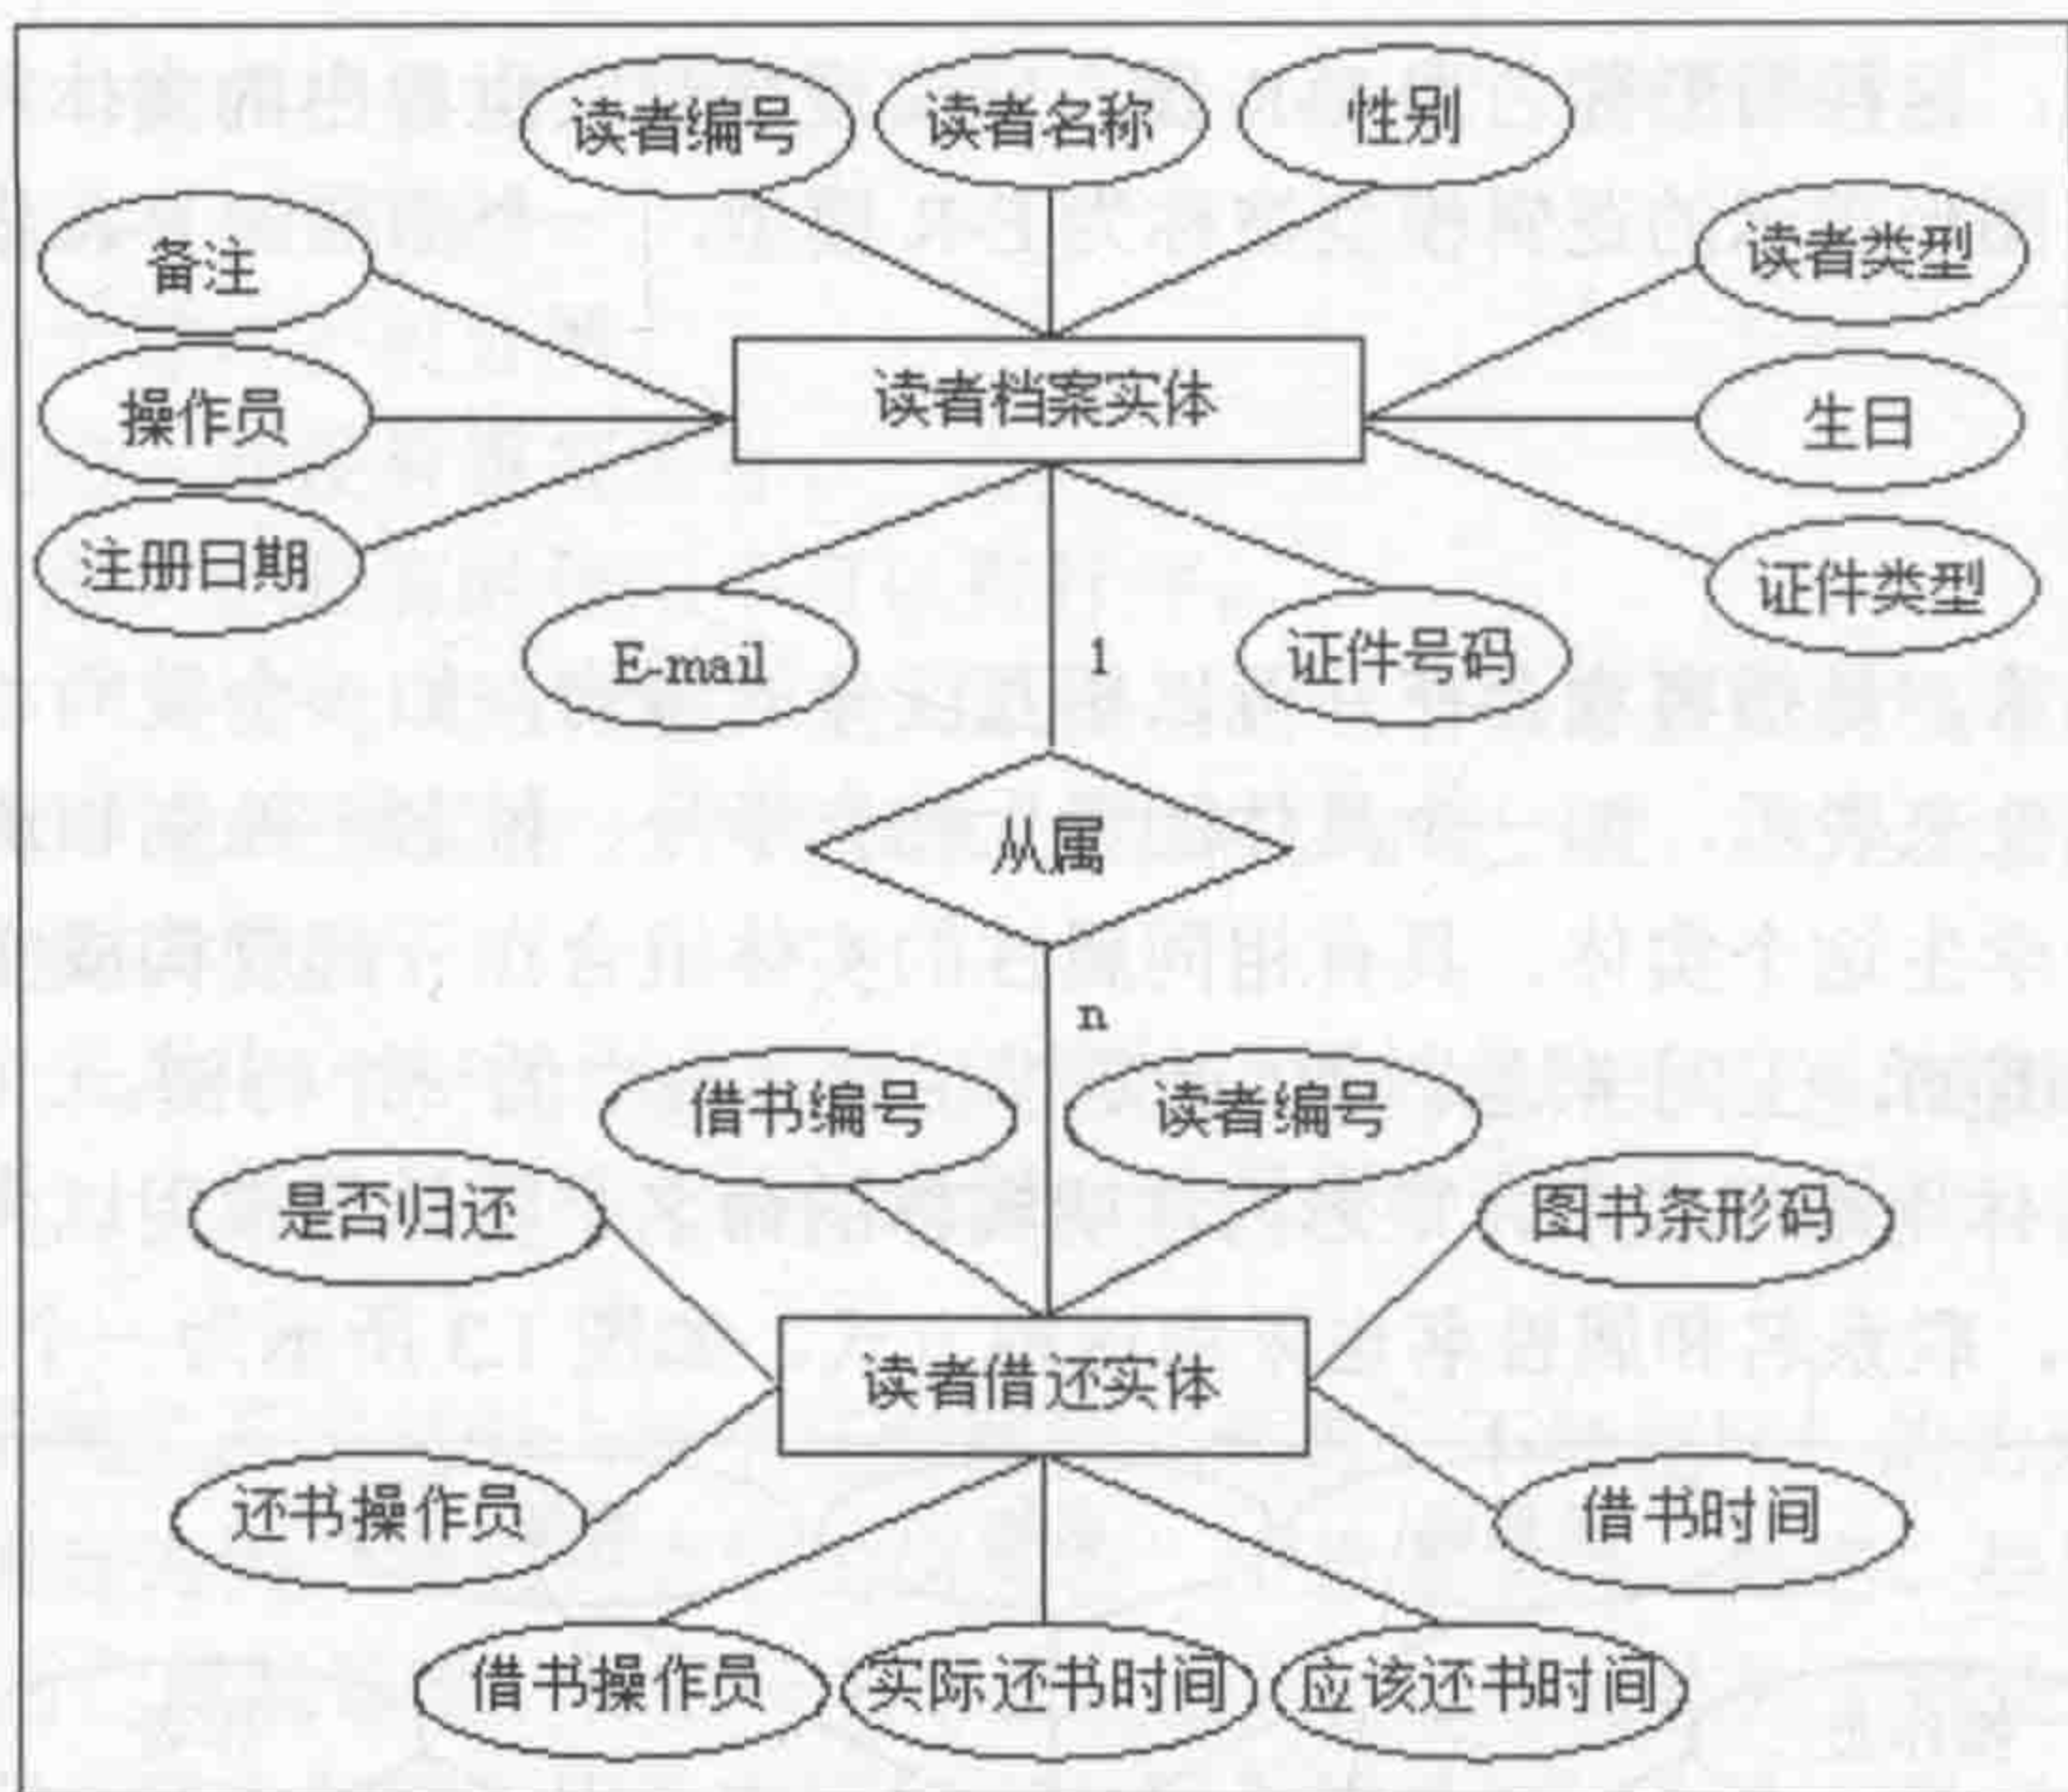 读者编号
读者名称
性别
备注
读者类型
读者档案实体
操作员
生日
注册日期
证件类型
E-mail
1
证件号码
从属
n
借书编号
读者编号
是否归还
图书条形码
读者借还实体
还书操作员
借书时间
借书操作员
实际还书时间
应该还书时间